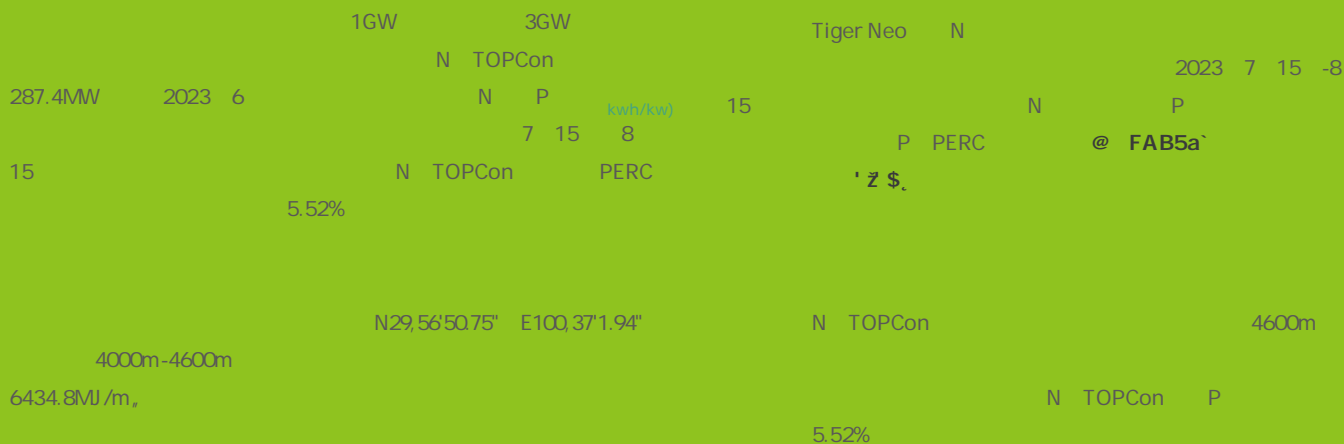 1GW 3GW
N TOPCon
287.4MW 2023 6 N P
kwh/kw)
7 15 8
15 N TOPCon PERC
5.52%
N29,56'50.75" E100,37'1.94"
4000m-4600m
6434.8MJ/m„
Tiger Neo N
2023 7 15 -8
15 N P
P PERC @ FAB5a`
' ž' $˛
N TOPCon 4600m
N TOPCon P
5.52%